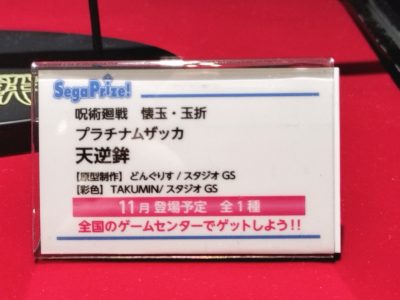 SegaPrize!
呪術廻戦 懐玉・玉折
プラチナムザッカ
天逆鉾
【原型制作】どんぐりす/スタジオGS
【彩色】TAKUMIN/スタジオGS
11月登場予定 全1種
全国のゲームセンターでゲットしよう!!